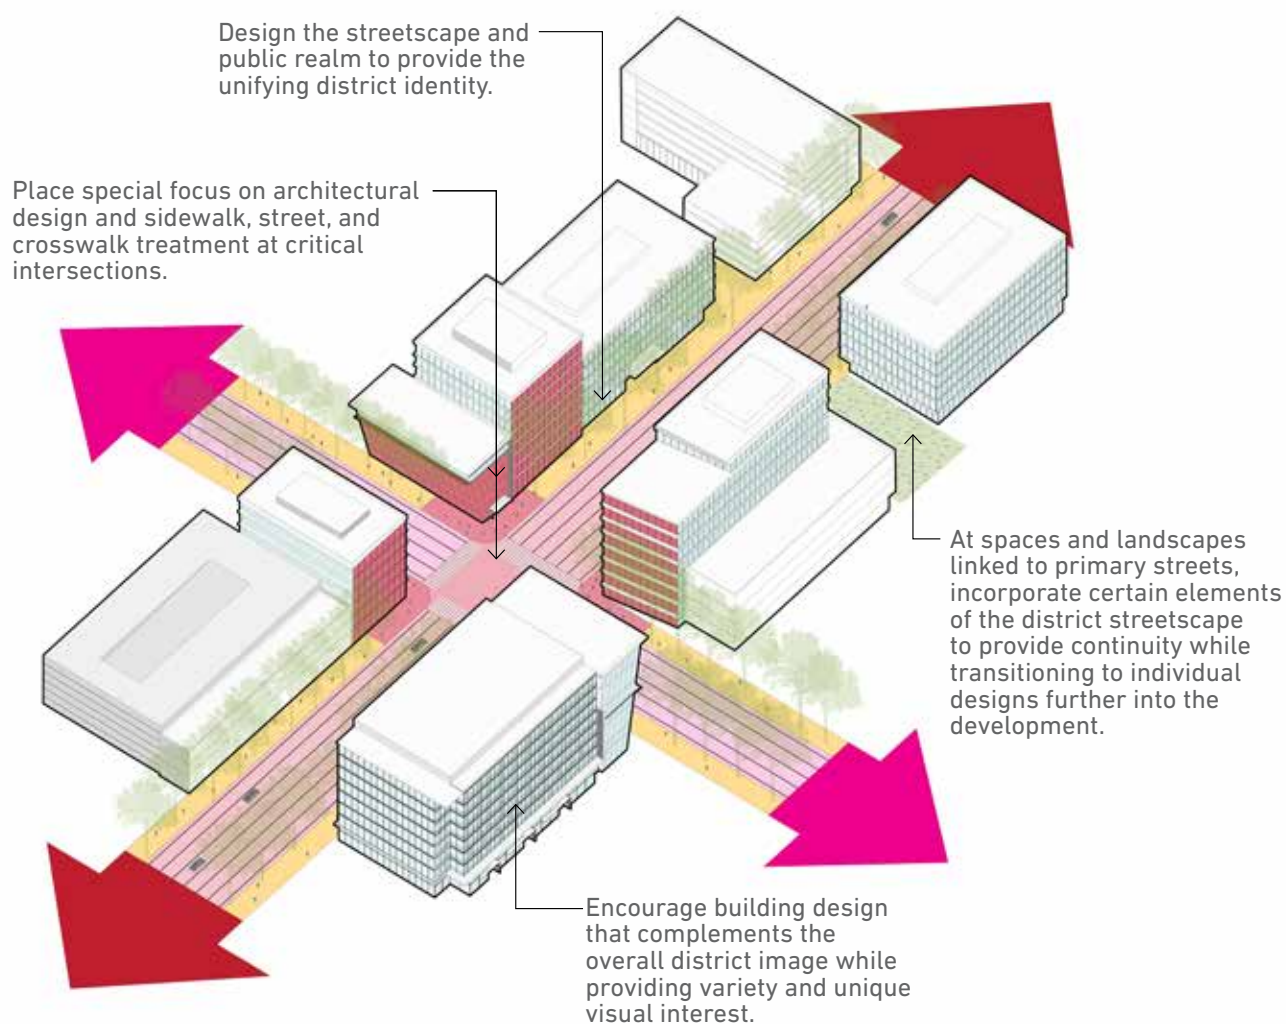 Design the streetscape and
public realm to provide the
unifying district identity.
Place special focus on architectural
design and sidewalk, street, and
crosswalk treatment at critical
intersections.
At spaces and landscapes
linked to primary streets,
incorporate certain elements
of the district streetscape
to provide continuity while
transitioning to individual
designs further into the
development.
Encourage building design
that complements the
overall district image while
providing variety and unique
visual interest.